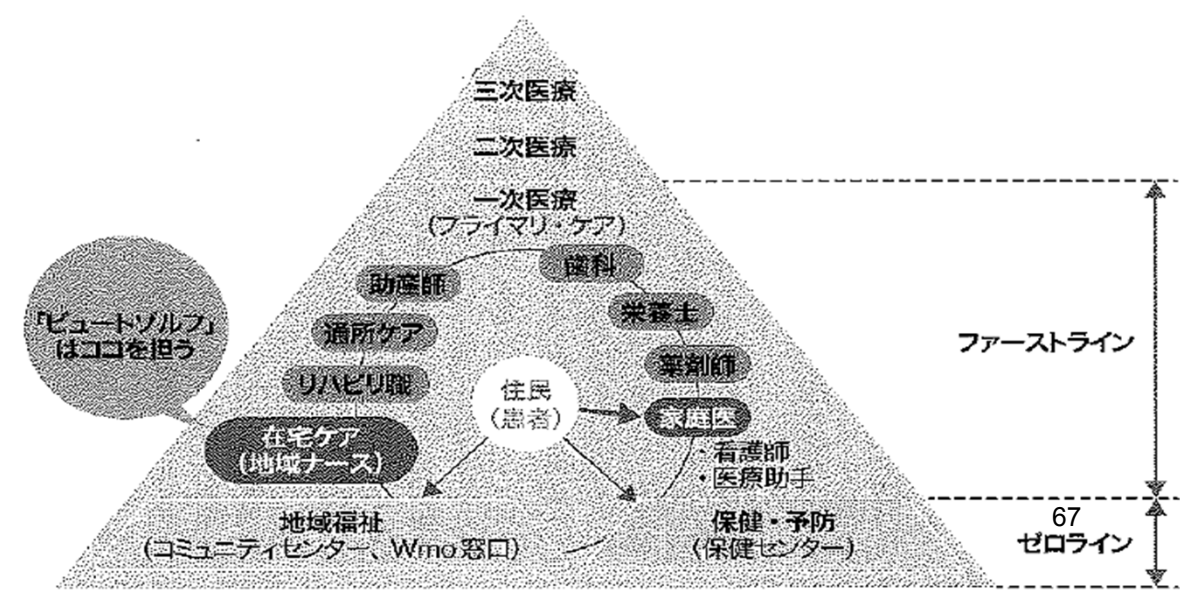 三次医療
二次医療
一次医療
(プライマリ・ケア)
助産師
歯科
通所ケア
栄養士
リハビリ職
薬剤師
「ビュートゾルフ」
はココを担う
住民
(患者)
家庭医
在宅ケア
(地域ナース)
・看護師
・医療助手
地域福祉
(コミュニティセンター、Wmo窓口)
保健・予防
(保健センター)
ファーストライン
67
ゼロライン